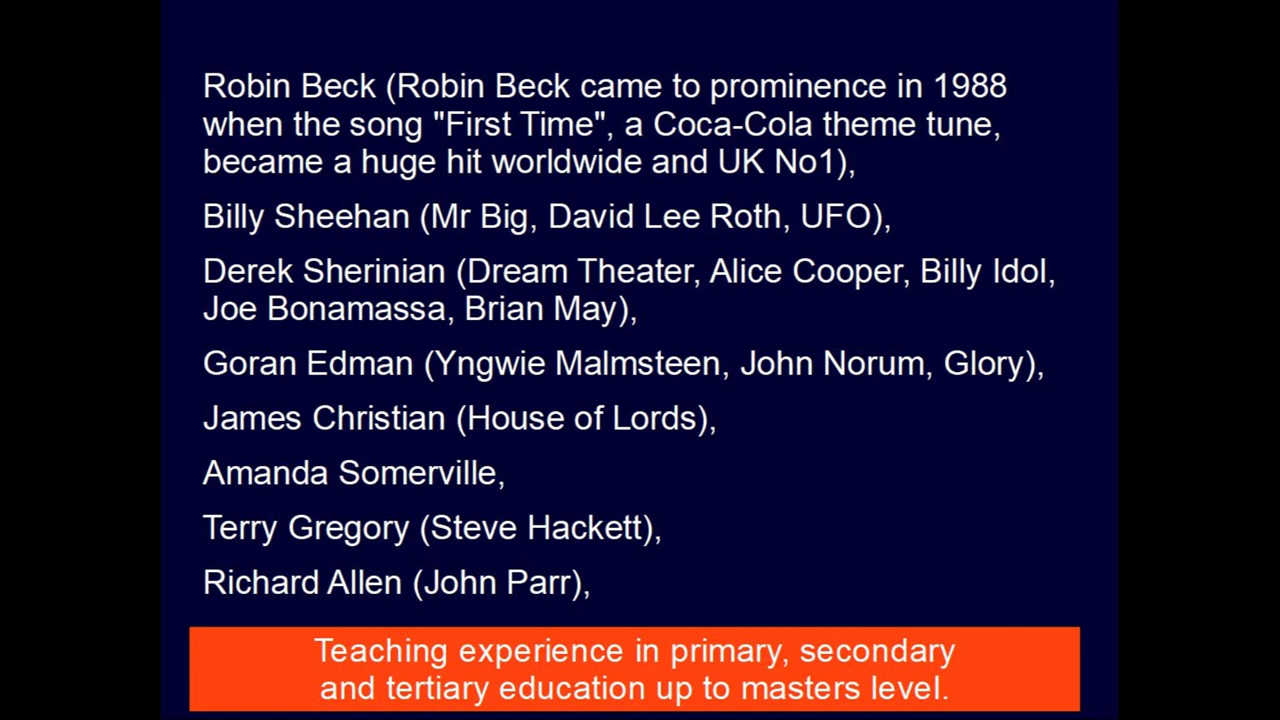 Robin Beck (Robin Beck came to prominence in 1988
when the song "First Time", a Coca-Cola theme tune,
became a huge hit worldwide and UK No1),
Billy Sheehan (Mr Big, David Lee Roth, UFO),
Derek Sherinian (Dream Theater, Alice Cooper, Billy Idol,
Joe Bonamassa, Brian May),
Goran Edman (Yngwie Malmsteen, John Norum, Glory),
James Christian (House of Lords),
Amanda Somerville,
Terry Gregory (Steve Hackett),
Richard Allen (John Parr),
Teaching experience in primary, secondary
and tertiary education up to masters level.